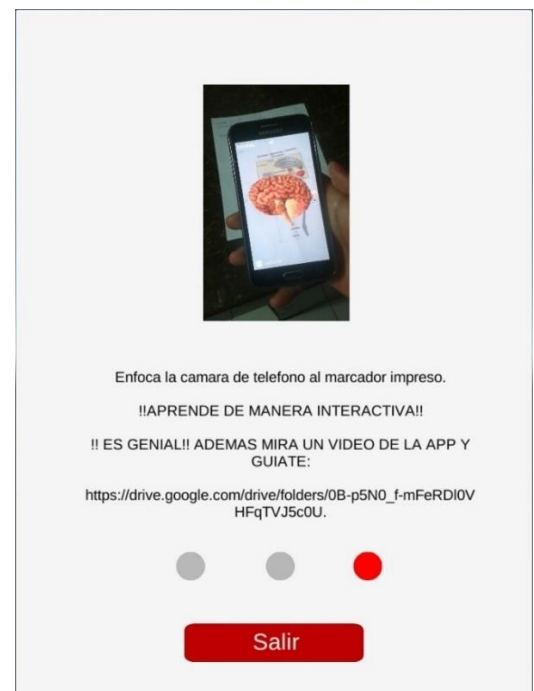 Enfoca la camara de telefono al marcador impreso.
!!APRENDE DE MANERA INTERACTIVA!!
!! ES GENIAL!! ADEMAS MIRA UN VIDEO DE LA APP Y
GUIATE:
https://drive.google.com/drive/folders/0B-p5N0_f-mFeRDl0V
HFqTVJ5c0U.
Salir